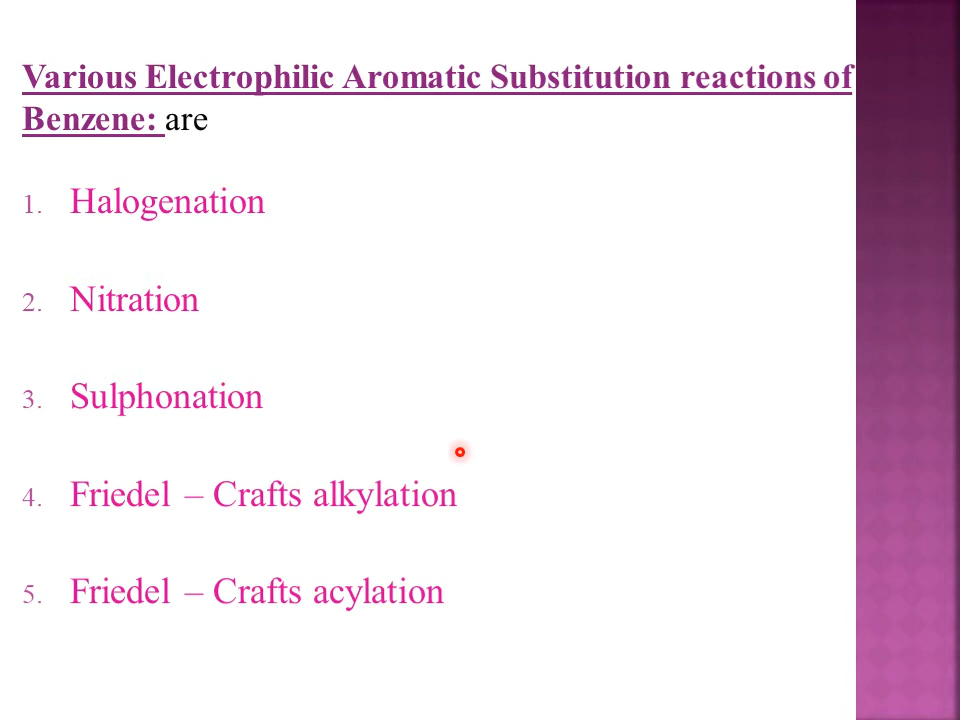 Various Electrophilic Aromatic Substitution reactions of
Benzene: are
1. Halogenation
2. Nitration
3. Sulphonation
4. Friedel – Crafts alkylation
5. Friedel – Crafts acylation